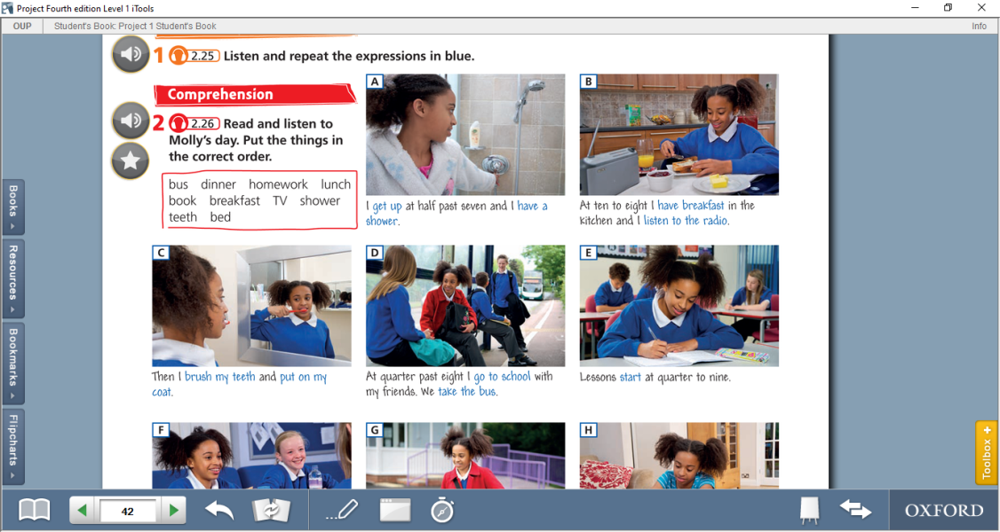 Project Fourth edition Level 1 iTools
OUP
Student's Book: Project 1 Student's Book
Info
1 2.25 Listen and repeat the expressions in blue.
Comprehension
2 2.26 Read and listen to
Molly's day. Put the things in
the correct order.
bus dinner homework lunch
book breakfast TV shower
teeth bed
A
I get up at half past seven and I have a
shower.
B
At ten to eight I have breakfast in the
kitchen and I listen to the radio.
C
Then I brush my teeth and put on my
coat.
D
At quarter past eight I go to school with
my friends. We take the bus.
E
Lessons start at quarter to nine.
F
G
H
Books
Resources
Bookmarks
Flipcharts
Toolbox +
42
OXFORD